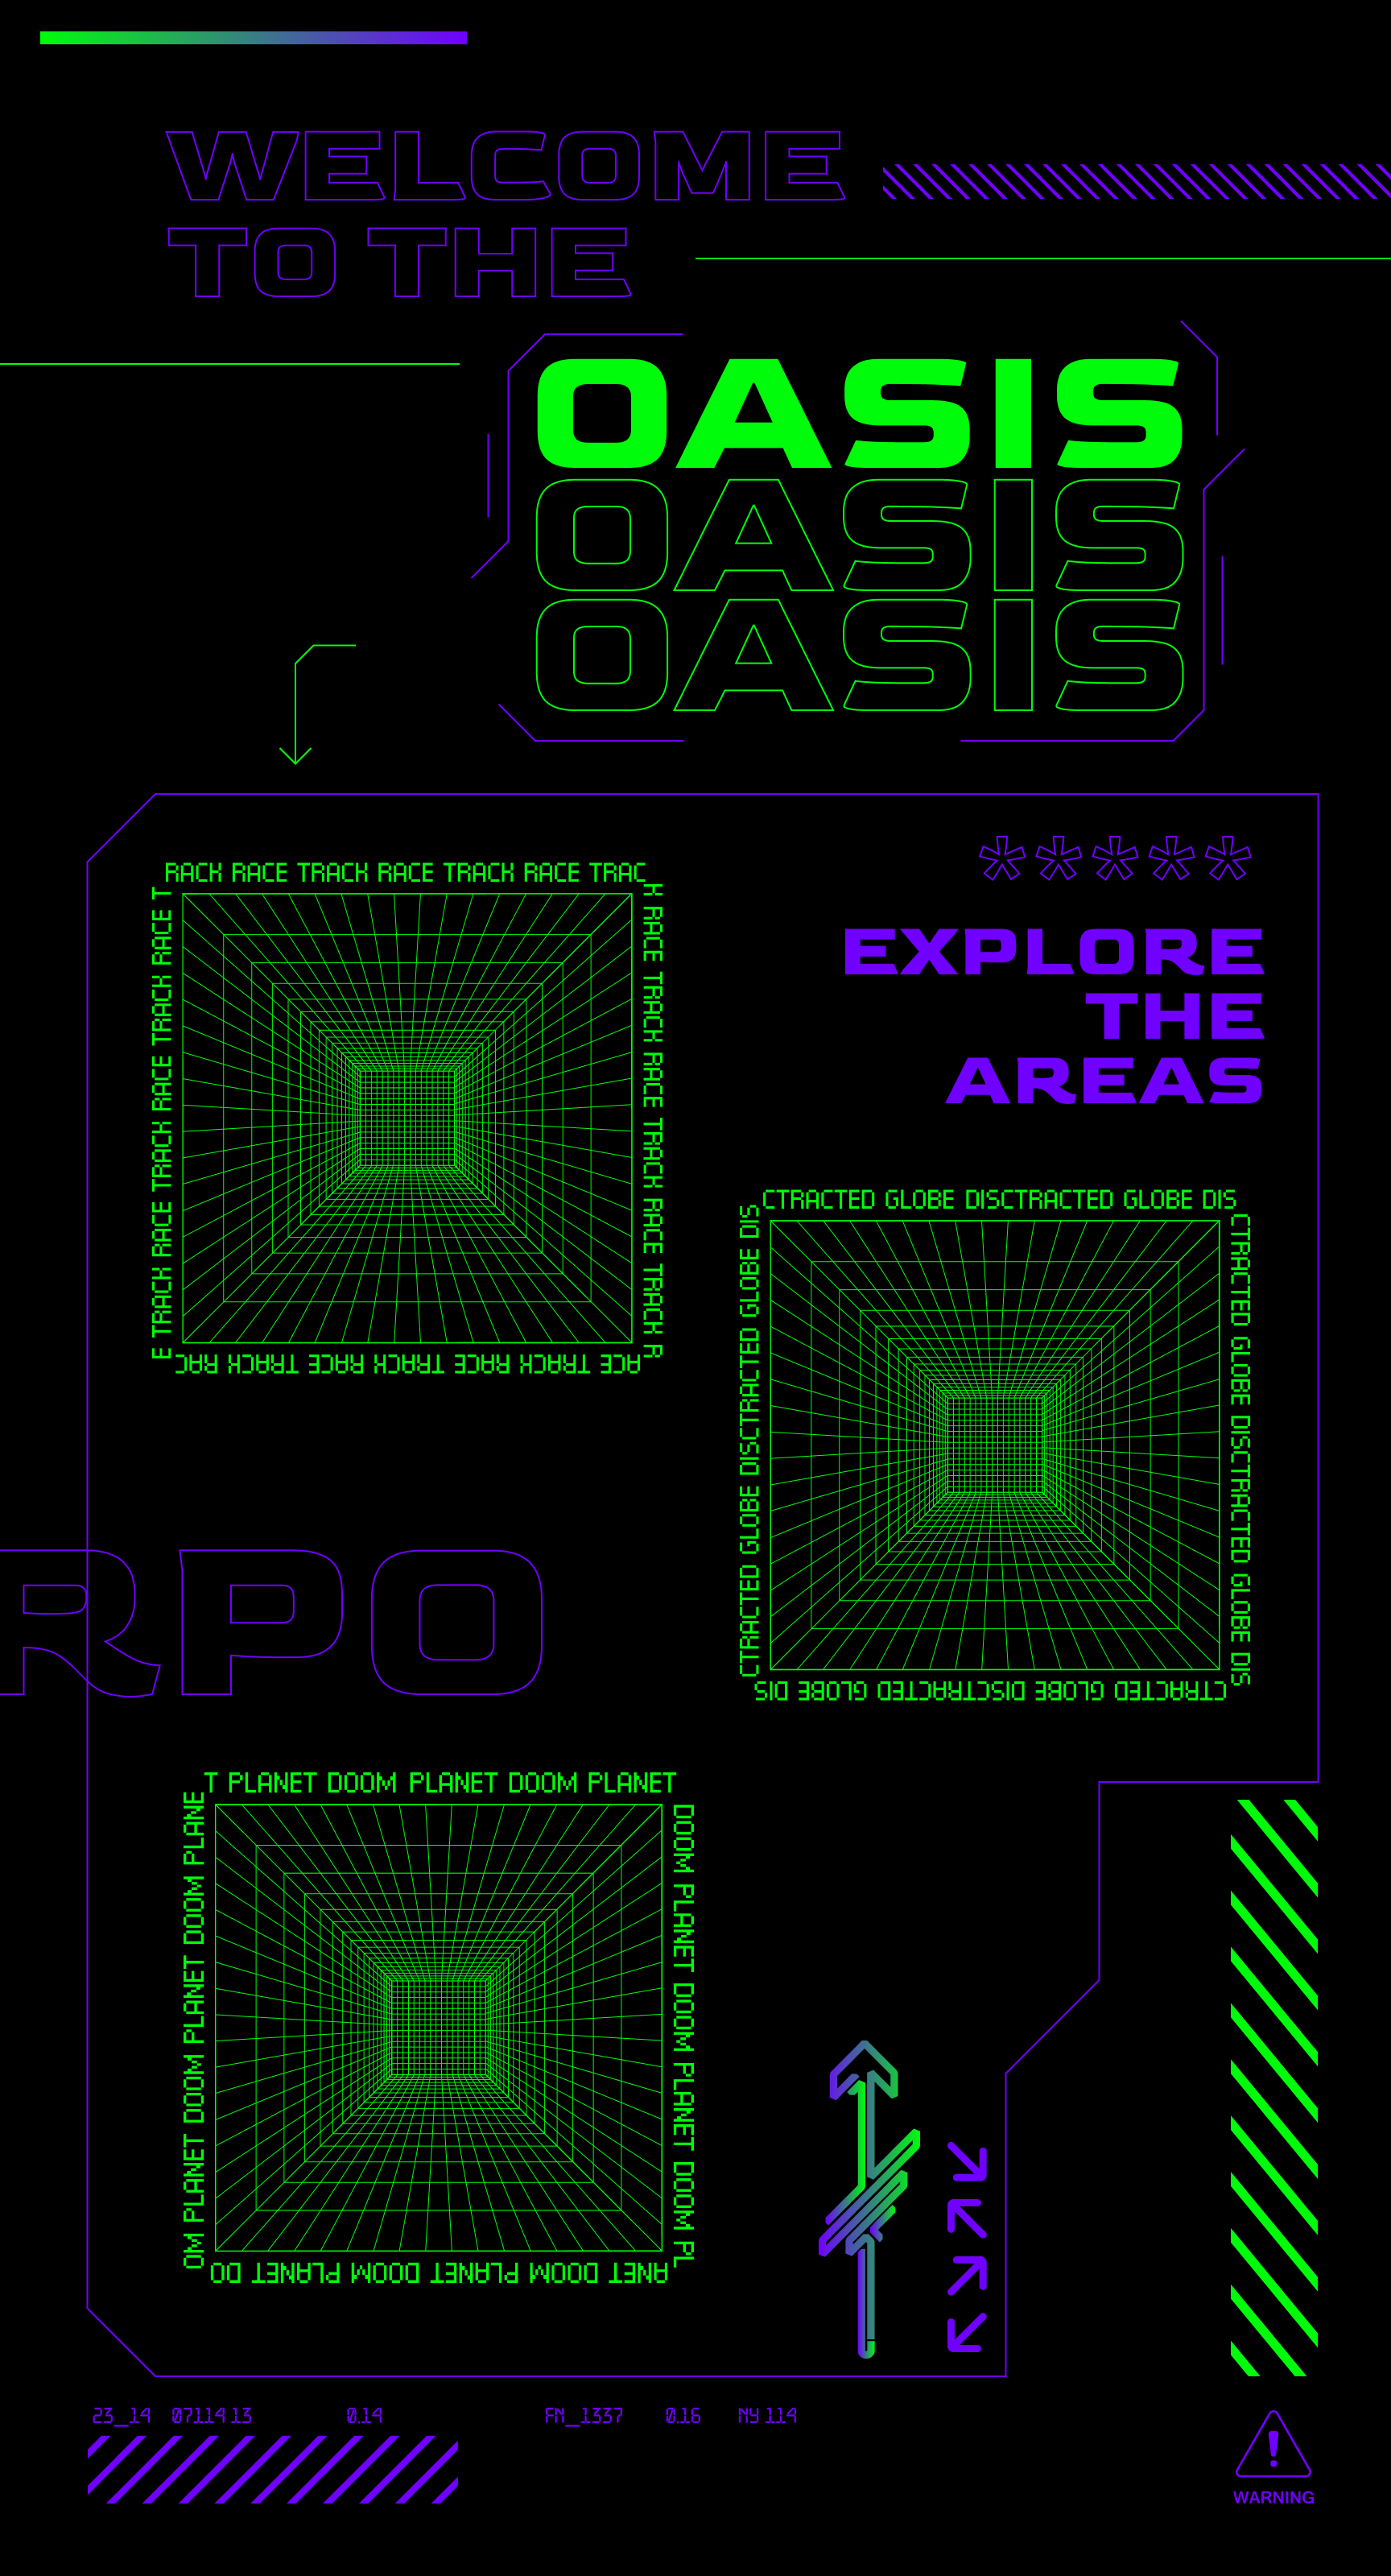 WELCOME
TO THE
OASIS
OASIS
OASIS
*****
RACK RACE TRACK RACE TRACK RACE TRAC
K RACE TRACK RACE TRACK RACE TRACK R
ACE TRACK RACE TRACK RACE TRACK RAC
E TRACK RACE TRACK RACE TRACK RACE T
EXPLORE
THE
AREAS
CTRACTED GLOBE DISCTRACTED GLOBE DIS
CTRACTED GLOBE DISCTRACTED GLOBE DIS
CTRACTED GLOBE DISCTRACTED GLOBE DIS
CTRACTED GLOBE DISCTRACTED GLOBE DIS
RPO
T PLANET DOOM PLANET DOOM PLANET
DOOM PLANET DOOM PLANET DOOM PL
ANET DOOM PLANET DOOM PLANET DO
OM PLANET DOOM PLANET DOOM PLANE
23_14 07114 13 0.14 FN_1337 0.16 NY 114
WARNING